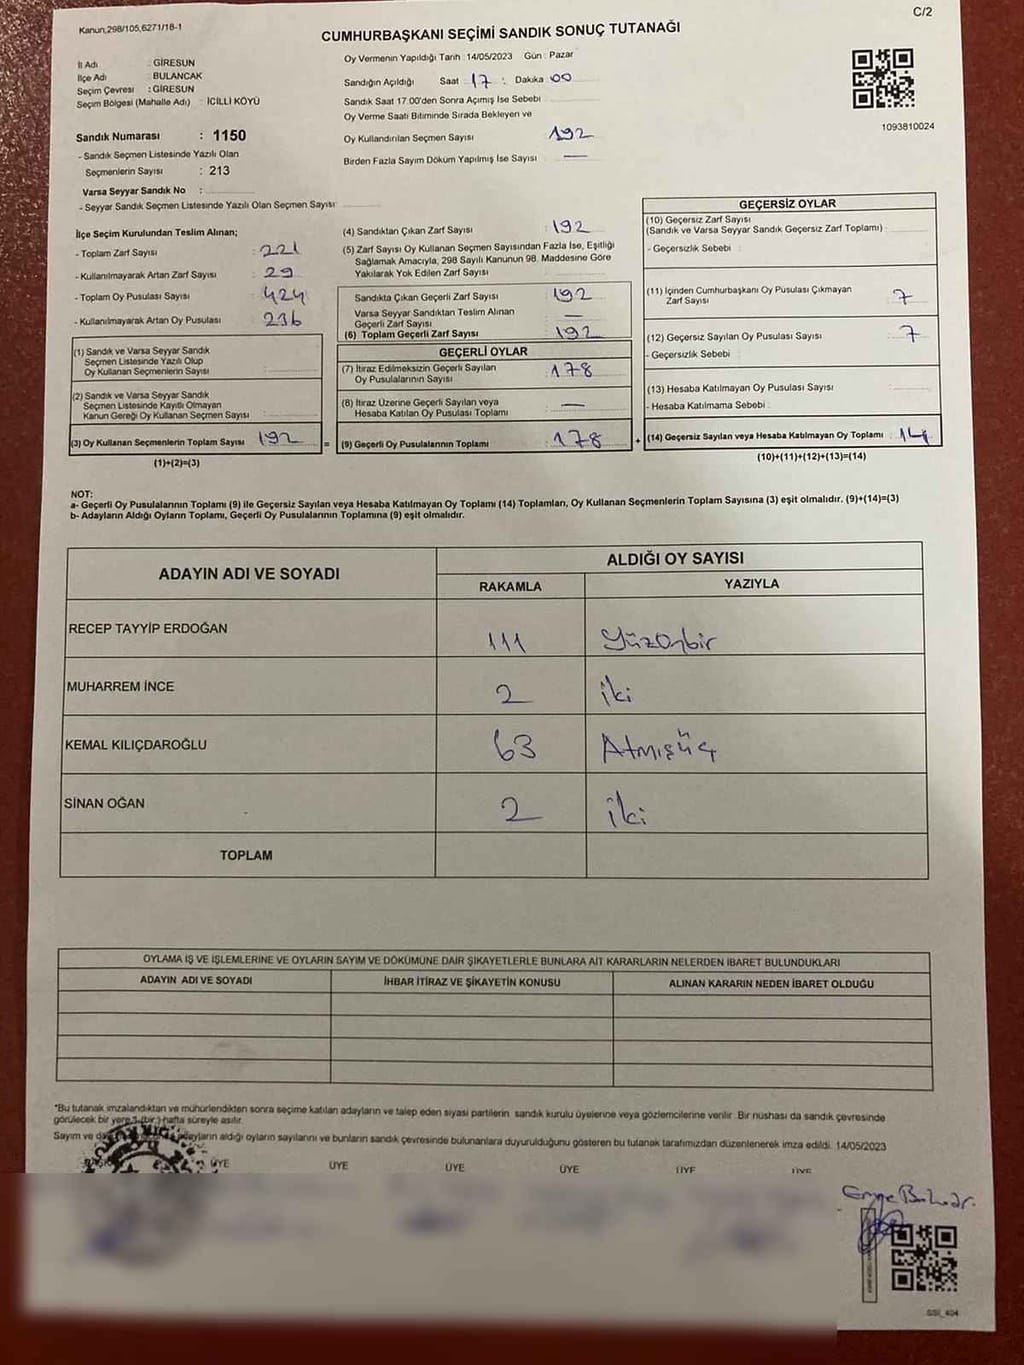 Kanun,298/105,6271/18-1
C/2
CUMHURBAŞKANI SEÇİMİ SANDIK SONUÇ TUTANAĞI
İl Adı : GİRESUN
İlçe Adı : BULANCAK
Seçim Çevresi : GİRESUN
Seçim Bölgesi (Mahalle Adı) : İCİLLİ KÖYÜ
Oy Vermenin Yapıldığı Tarih : 14/05/2023 Gün : Pazar
Sandığın Açıldığı Saat : 17 : Dakika : 00
Sandık Saat 17.00'den Sonra Açımış İse Sebebi :
Oy Verme Saati Bitiminde Sırada Bekleyen ve
Oy Kullandırılan Seçmen Sayısı : 192
Birden Fazla Sayım Döküm Yapılmış İse Sayısı : —
1093810024
Sandık Numarası : 1150
- Sandık Seçmen Listesinde Yazılı Olan
Seçmenlerin Sayısı : 213
Varsa Seyyar Sandık No :
- Seyyar Sandık Seçmen Listesinde Yazılı Olan Seçmen Sayısı:
İlçe Seçim Kurulundan Teslim Alınan;
- Toplam Zarf Sayısı : 221
- Kullanılmayarak Artan Zarf Sayısı : 29
- Toplam Oy Pusulası Sayısı : 424
- Kullanılmayarak Artan Oy Pusulası : 236
(1) Sandık ve Varsa Seyyar Sandık
Seçmen Listesinde Yazılı Olup
Oy Kullanan Seçmenlerin Sayısı :
(2) Sandık ve Varsa Seyyar Sandık
Seçmen Listesinde Kayıtlı Olmayan
Kanun Gereği Oy Kullanan Seçmen Sayısı :
(3) Oy Kullanan Seçmenlerin Toplam Sayısı : 192 =
(1)+(2)=(3)
(4) Sandıktan Çıkan Zarf Sayısı : 192
(5) Zarf Sayısı Oy Kullanan Seçmen Sayısından Fazla İse, Eşitliği
Sağlamak Amacıyla, 298 Sayılı Kanunun 98. Maddesine Göre
Yakılarak Yok Edilen Zarf Sayısı :
Sandıkta Çıkan Geçerli Zarf Sayısı : 192
Varsa Seyyar Sandıktan Teslim Alınan
Geçerli Zarf Sayısı : —
(6) Toplam Geçerli Zarf Sayısı : 192
GEÇERLİ OYLAR
(7) İtiraz Edilmeksizin Geçerli Sayılan
Oy Pusulalarının Sayısı : 178
(8) İtiraz Üzerine Geçerli Sayılan veya
Hesaba Katılan Oy Pusulası Toplamı : —
(9) Geçerli Oy Pusulalarının Toplamı : 178 +
GEÇERSİZ OYLAR
(10) Geçersiz Zarf Sayısı
(Sandık ve Varsa Seyyar Sandık Geçersiz Zarf Toplamı) :
- Geçersizlik Sebebi :
(11) İçinden Cumhurbaşkanı Oy Pusulası Çıkmayan
Zarf Sayısı : 7
(12) Geçersiz Sayılan Oy Pusulası Sayısı : 7
- Geçersizlik Sebebi :
(13) Hesaba Katılmayan Oy Pusulası Sayısı :
- Hesaba Katılmama Sebebi :
(14) Geçersiz Sayılan veya Hesaba Katılmayan Oy Toplamı : 14
(10)+(11)+(12)+(13)=(14)
NOT:
a- Geçerli Oy Pusulalarının Toplamı (9) ile Geçersiz Sayılan veya Hesaba Katılmayan Oy Toplamı (14) Toplamları, Oy Kullanan Seçmenlerin Toplam Sayısına (3) eşit olmalıdır. (9)+(14)=(3)
b- Adayların Aldığı Oyların Toplamı, Geçerli Oy Pusulalarının Toplamına (9) eşit olmalıdır.
ADAYIN ADI VE SOYADI ALDIĞI OY SAYISI
RAKAMLA YAZIYLA
RECEP TAYYİP ERDOĞAN 111 Yüzonbir
MUHARREM İNCE 2 iki
KEMAL KILIÇDAROĞLU 63 Atmışüç
SİNAN OĞAN 2 iki
TOPLAM
OYLAMA İŞ VE İŞLEMLERİNE VE OYLARIN SAYIM VE DÖKÜMÜNE DAİR ŞİKAYETLERLE BUNLARA AİT KARARLARIN NELERDEN İBARET BULUNDUKLARI
ADAYIN ADI VE SOYADI İHBAR İTİRAZ VE ŞİKAYETİN KONUSU ALINAN KARARIN NEDEN İBARET OLDUĞU
*Bu tutanak imzalandıktan ve mühürlendikten sonra seçime katılan adayların ve talep eden siyasi partilerin sandık kurulu üyelerine veya gözlemcilerine verilir. Bir nüshası da sandık çevresinde
görülecek bir yere 1 (bir) hafta süreyle asılır.
Sayım ve adayların aldığı oyların sayılarını ve bunların sandık çevresinde bulunanlara duyurulduğunu gösteren bu tutanak tarafımızdan düzenlenerek imza edildi. 14/05/2023
ÜYE ÜYE ÜYE ÜYE ÜYE ÜYE
SSİ_404